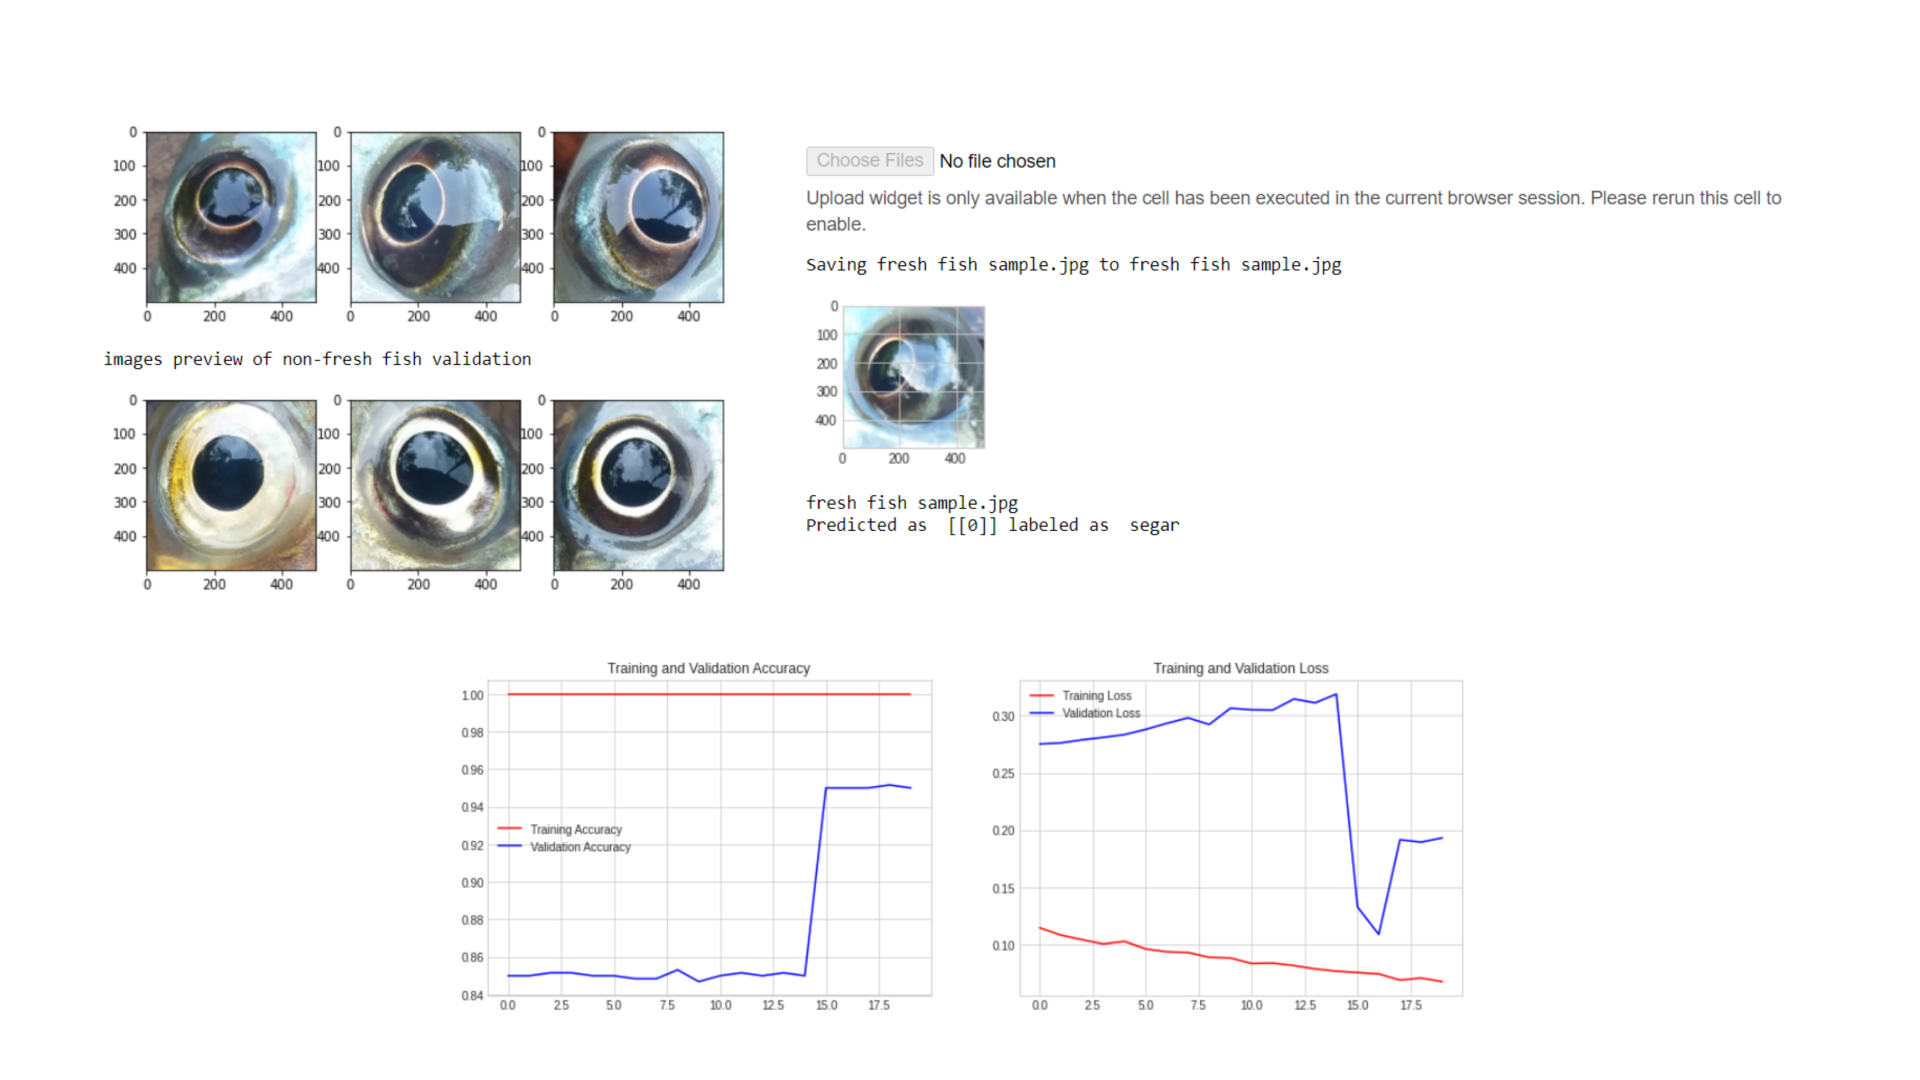 0
100
200
300
400
0
100
200
300
400
0
100
200
300
400
0 200 400
0 200 400
0 200 400
images preview of non-fresh fish validation
0
100
200
300
400
0
100
200
300
400
0
100
200
300
400
0 200 400
0 200 400
0 200 400
Choose Files No file chosen
Upload widget is only available when the cell has been executed in the current browser session. Please rerun this cell to
enable.
Saving fresh fish sample.jpg to fresh fish sample.jpg
0
100
200
300
400
0 200 400
fresh fish sample.jpg
Predicted as [[0]] labeled as segar
Training and Validation Accuracy
1.00
0.98
0.96
0.94
0.92
0.90
0.88
0.86
0.84
Training Accuracy
Validation Accuracy
0.0 2.5 5.0 7.5 10.0 12.5 15.0 17.5
Training and Validation Loss
Training Loss
Validation Loss
0.30
0.25
0.20
0.15
0.10
0.0 2.5 5.0 7.5 10.0 12.5 15.0 17.5